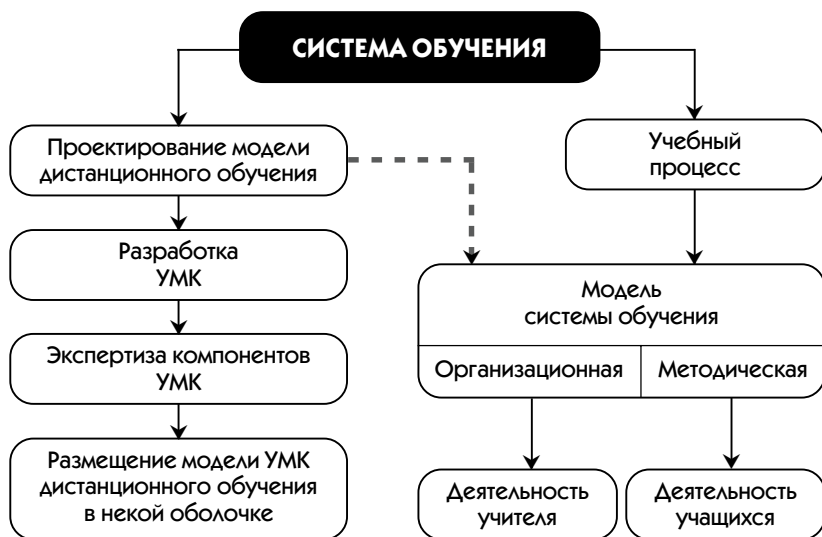 СИСТЕМА ОБУЧЕНИЯ
Проектирование модели
дистанционного обучения
Разработка
УМК
Экспертиза компонентов
УМК
Размещение модели УМК
дистанционного обучения
в некой оболочке
Учебный
процесс
Модель
системы обучения
Организационная
Методическая
Деятельность
учителя
Деятельность
учащихся